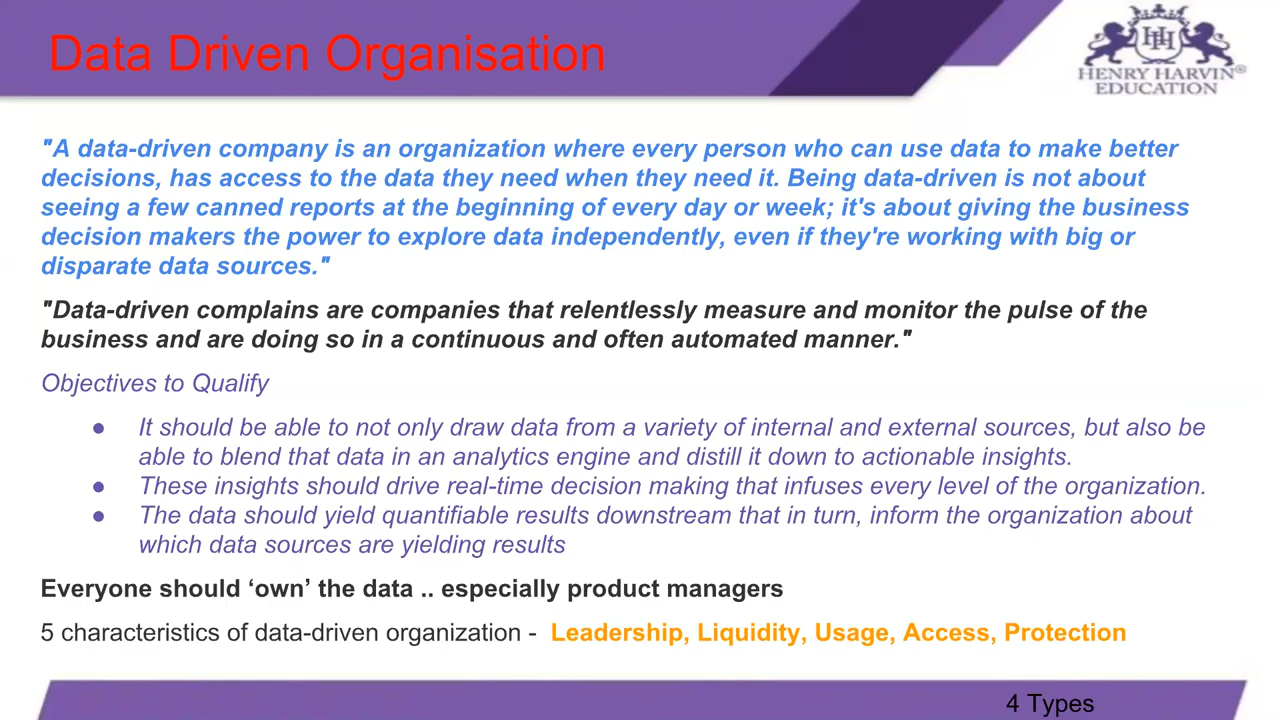 Data Driven Organisation
HENRY HARVIN®
EDUCATION
"A data-driven company is an organization where every person who can use data to make better
decisions, has access to the data they need when they need it. Being data-driven is not about
seeing a few canned reports at the beginning of every day or week; it's about giving the business
decision makers the power to explore data independently, even if they're working with big or
disparate data sources."
"Data-driven complains are companies that relentlessly measure and monitor the pulse of the
business and are doing so in a continuous and often automated manner."
Objectives to Qualify
● It should be able to not only draw data from a variety of internal and external sources, but also be
able to blend that data in an analytics engine and distill it down to actionable insights.
● These insights should drive real-time decision making that infuses every level of the organization.
● The data should yield quantifiable results downstream that in turn, inform the organization about
which data sources are yielding results
Everyone should ‘own’ the data .. especially product managers
5 characteristics of data-driven organization - Leadership, Liquidity, Usage, Access, Protection
4 Types